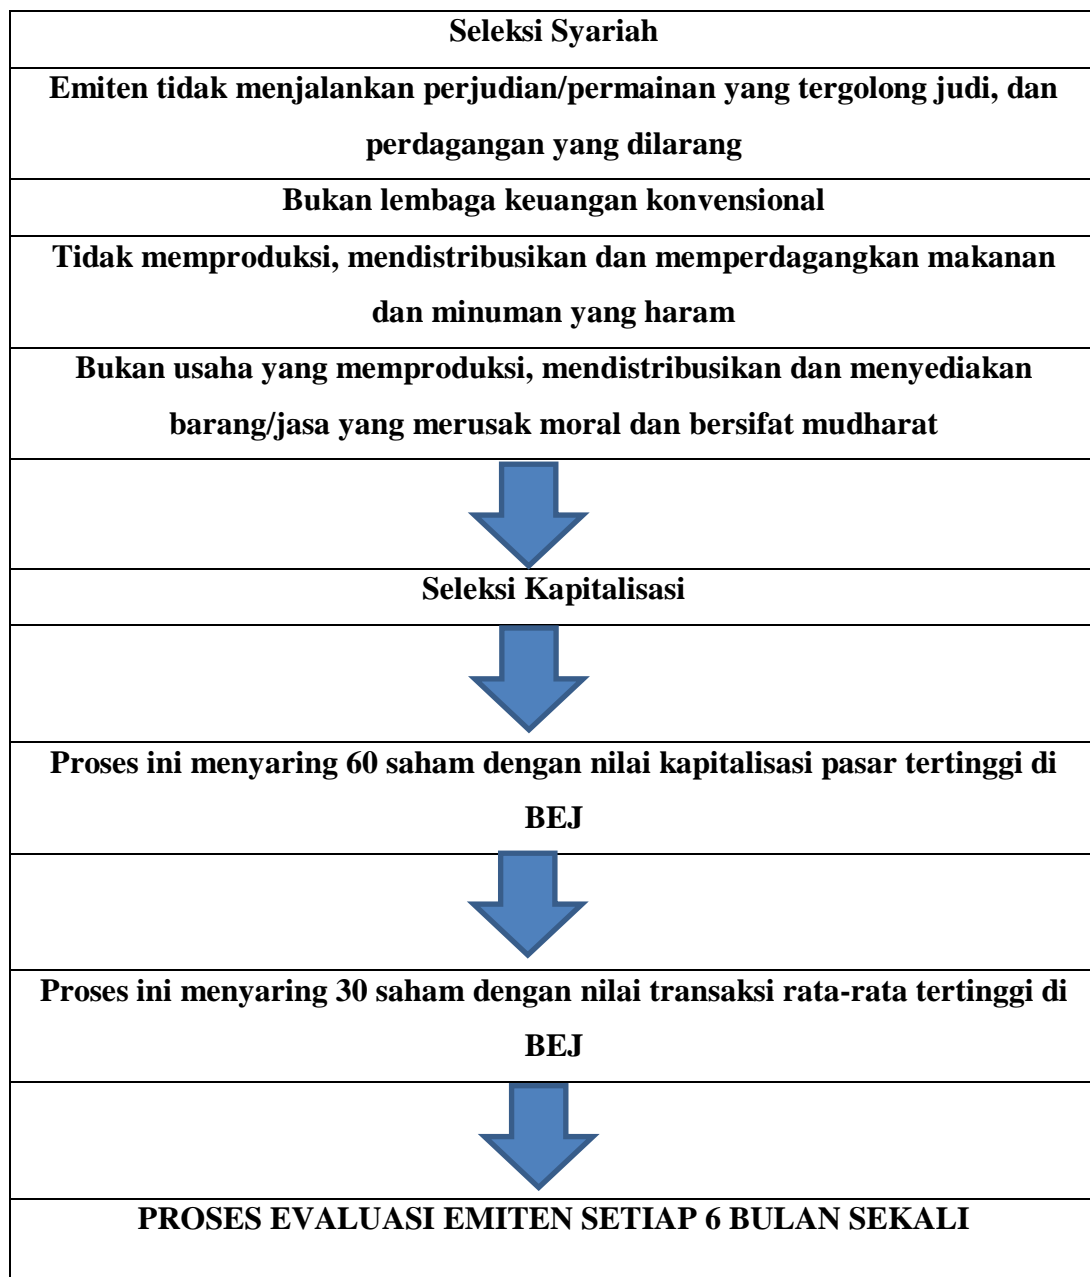 Seleksi Syariah
Emiten tidak menjalankan perjudian/permainan yang tergolong judi, dan
perdagangan yang dilarang
Bukan lembaga keuangan konvensional
Tidak memproduksi, mendistribusikan dan memperdagangkan makanan
dan minuman yang haram
Bukan usaha yang memproduksi, mendistribusikan dan menyediakan
barang/jasa yang merusak moral dan bersifat mudharat
Seleksi Kapitalisasi
Proses ini menyaring 60 saham dengan nilai kapitalisasi pasar tertinggi di
BEJ
Proses ini menyaring 30 saham dengan nilai transaksi rata-rata tertinggi di
BEJ
PROSES EVALUASI EMITEN SETIAP 6 BULAN SEKALI